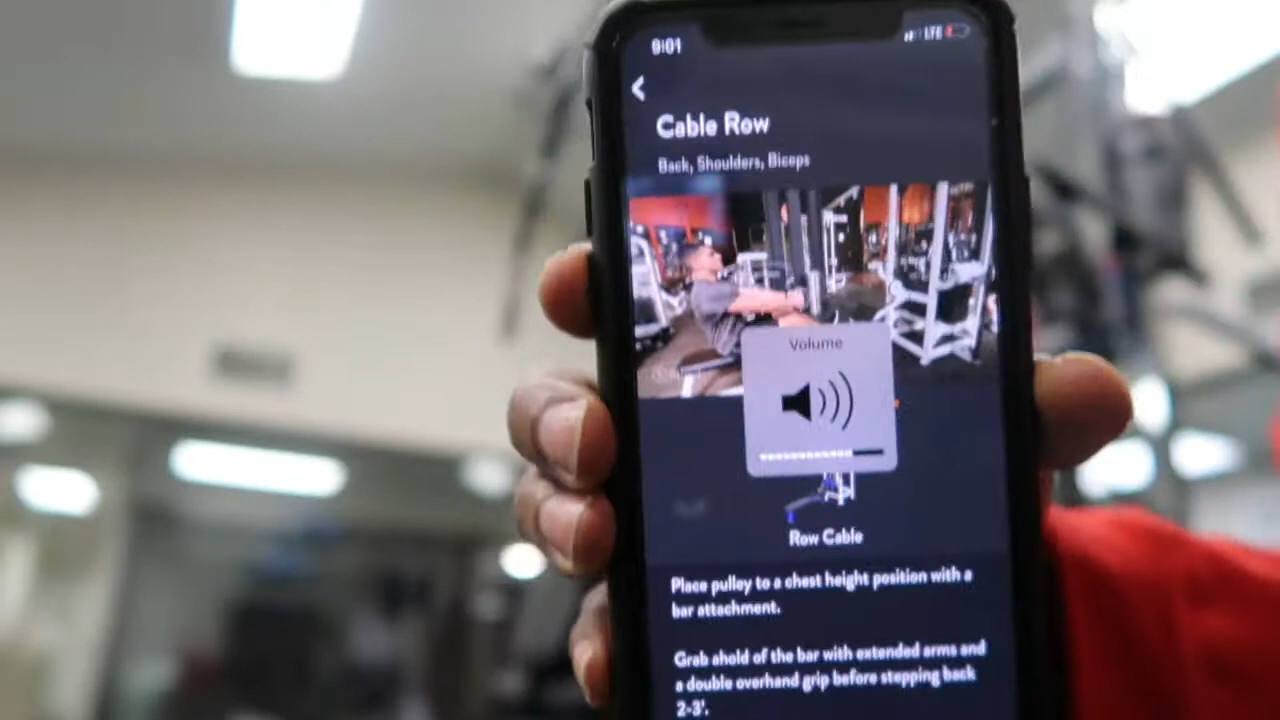 9:01
LTE
Cable Row
Back, Shoulders, Biceps
Volume
Row Cable
Place pulley to a chest height position with a
bar attachment.
Grab ahold of the bar with extended arms and
a double overhand grip before stepping back
2-3'.